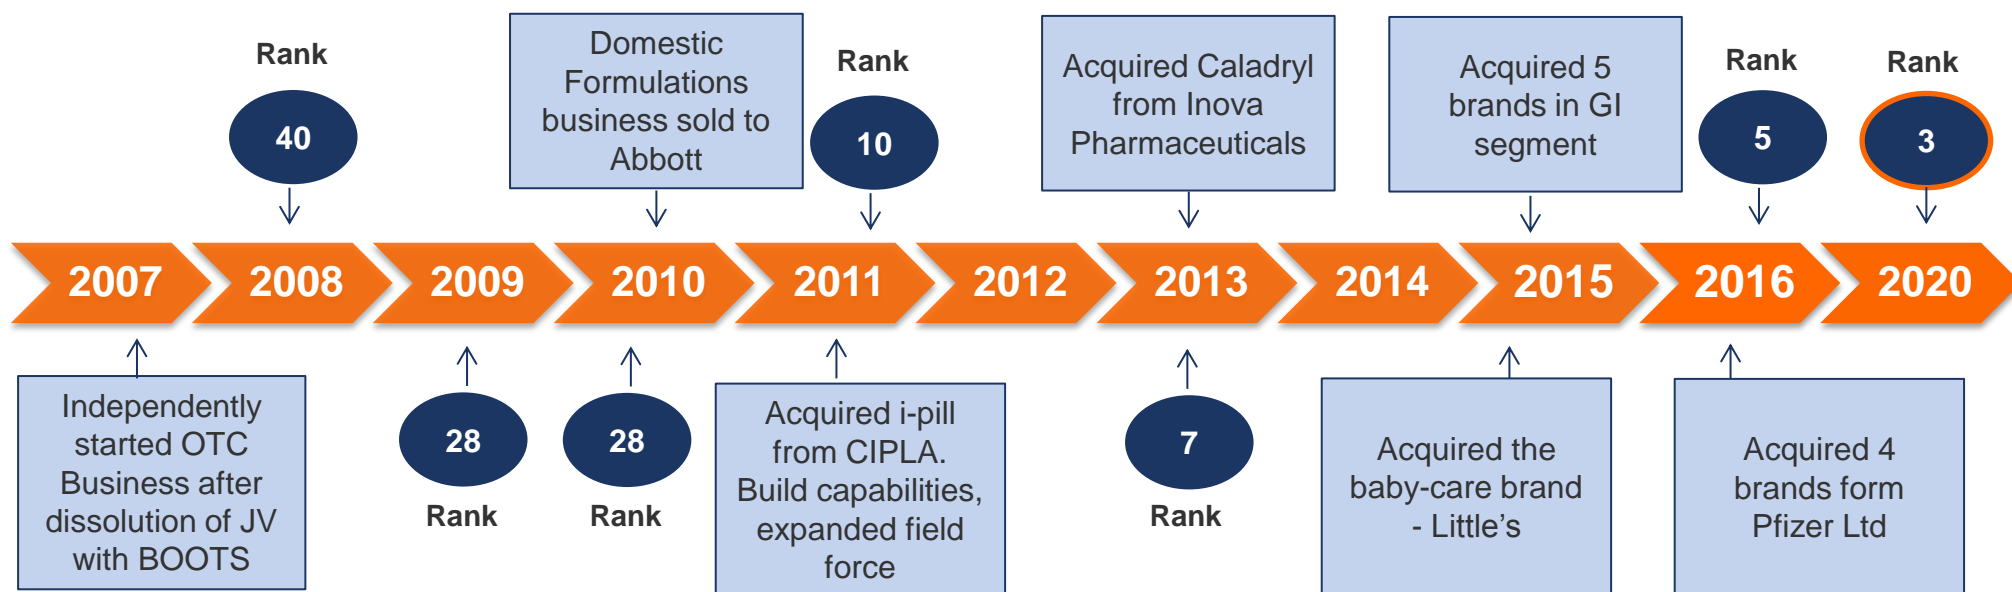 Rank
40
Domestic
Formulations
business sold to
Abbott
Rank
10
Acquired Caladryl
from Inova
Pharmaceuticals
Acquired 5
brands in GI
segment
Rank
5
Rank
3
2007
2008
2009
2010
2011
2012
2013
2014
2015
2016
2020
Independently
started OTC
Business after
dissolution of JV
with BOOTS
28
Rank
28
Rank
Acquired i-pill
from CIPLA.
Build capabilities,
expanded field
force
7
Rank
Acquired the
baby-care brand
- Little’s
Acquired 4
brands form
Pfizer Ltd